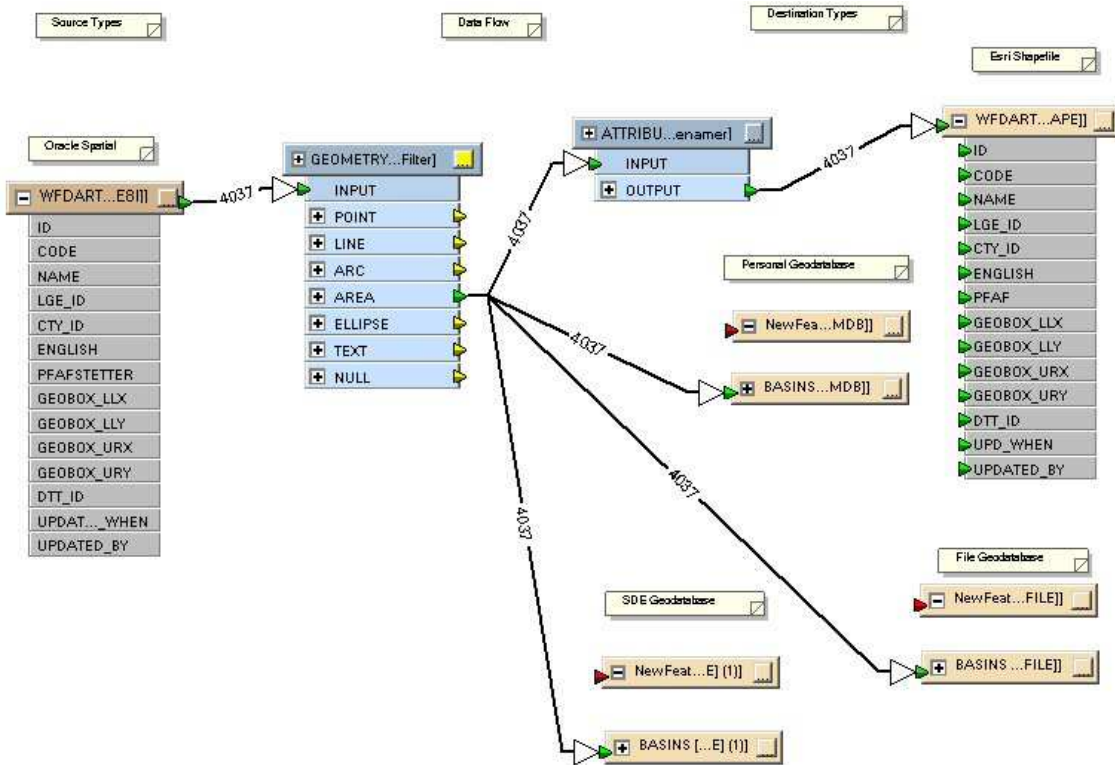 Source Types
Data Flow
Destination Types
Esri Shapefile
Oracle Spatial
WFDART...E8I]]
ID
CODE
NAME
LGE_ID
CTY_ID
ENGLISH
PFAFSTETTER
GEOBOX_LLX
GEOBOX_LLY
GEOBOX_URX
GEOBOX_URY
DTT_ID
UPDAT..._WHEN
UPDATED_BY
4037
GEOMETRY...Filter]
INPUT
POINT
LINE
ARC
AREA
ELLIPSE
TEXT
NULL
4037
4037
4037
4037
ATTRIBU...enamer]
INPUT
OUTPUT
4037
WFDART...APE]]
ID
CODE
NAME
LGE_ID
CTY_ID
ENGLISH
PFAF
GEOBOX_LLX
GEOBOX_LLY
GEOBOX_URX
GEOBOX_URY
DTT_ID
UPD_WHEN
UPDATED_BY
Personal Geodatabase
NewFea...MDB]]
BASINS...MDB]]
File Geodatabase
NewFeat...FILE]]
BASINS ...FILE]]
SDE Geodatabase
NewFeat...E] (1)]
BASINS [...E] (1)]